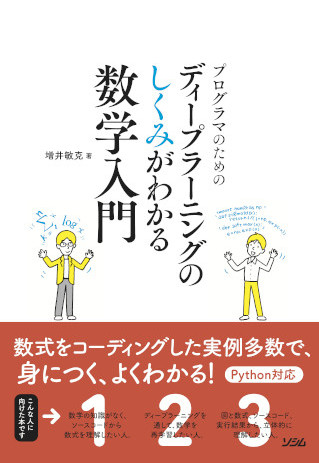 プログラマのための
ディープラーニングの
しくみがわかる
数学入門
増井敏克 著
Σ√x
log x
数式をコーディングした実例多数で、
身につく、よくわかる!
Python対応
こんな人に
向けた本です
1
数学の知識がなく、
ソースコードから
数式を理解したい人。
2
ディープラーニングを
通して、数学を
再学習したい人。
3
図と数式、ソースコード、
実行結果から、立体的に
理解したい人。
ソシム